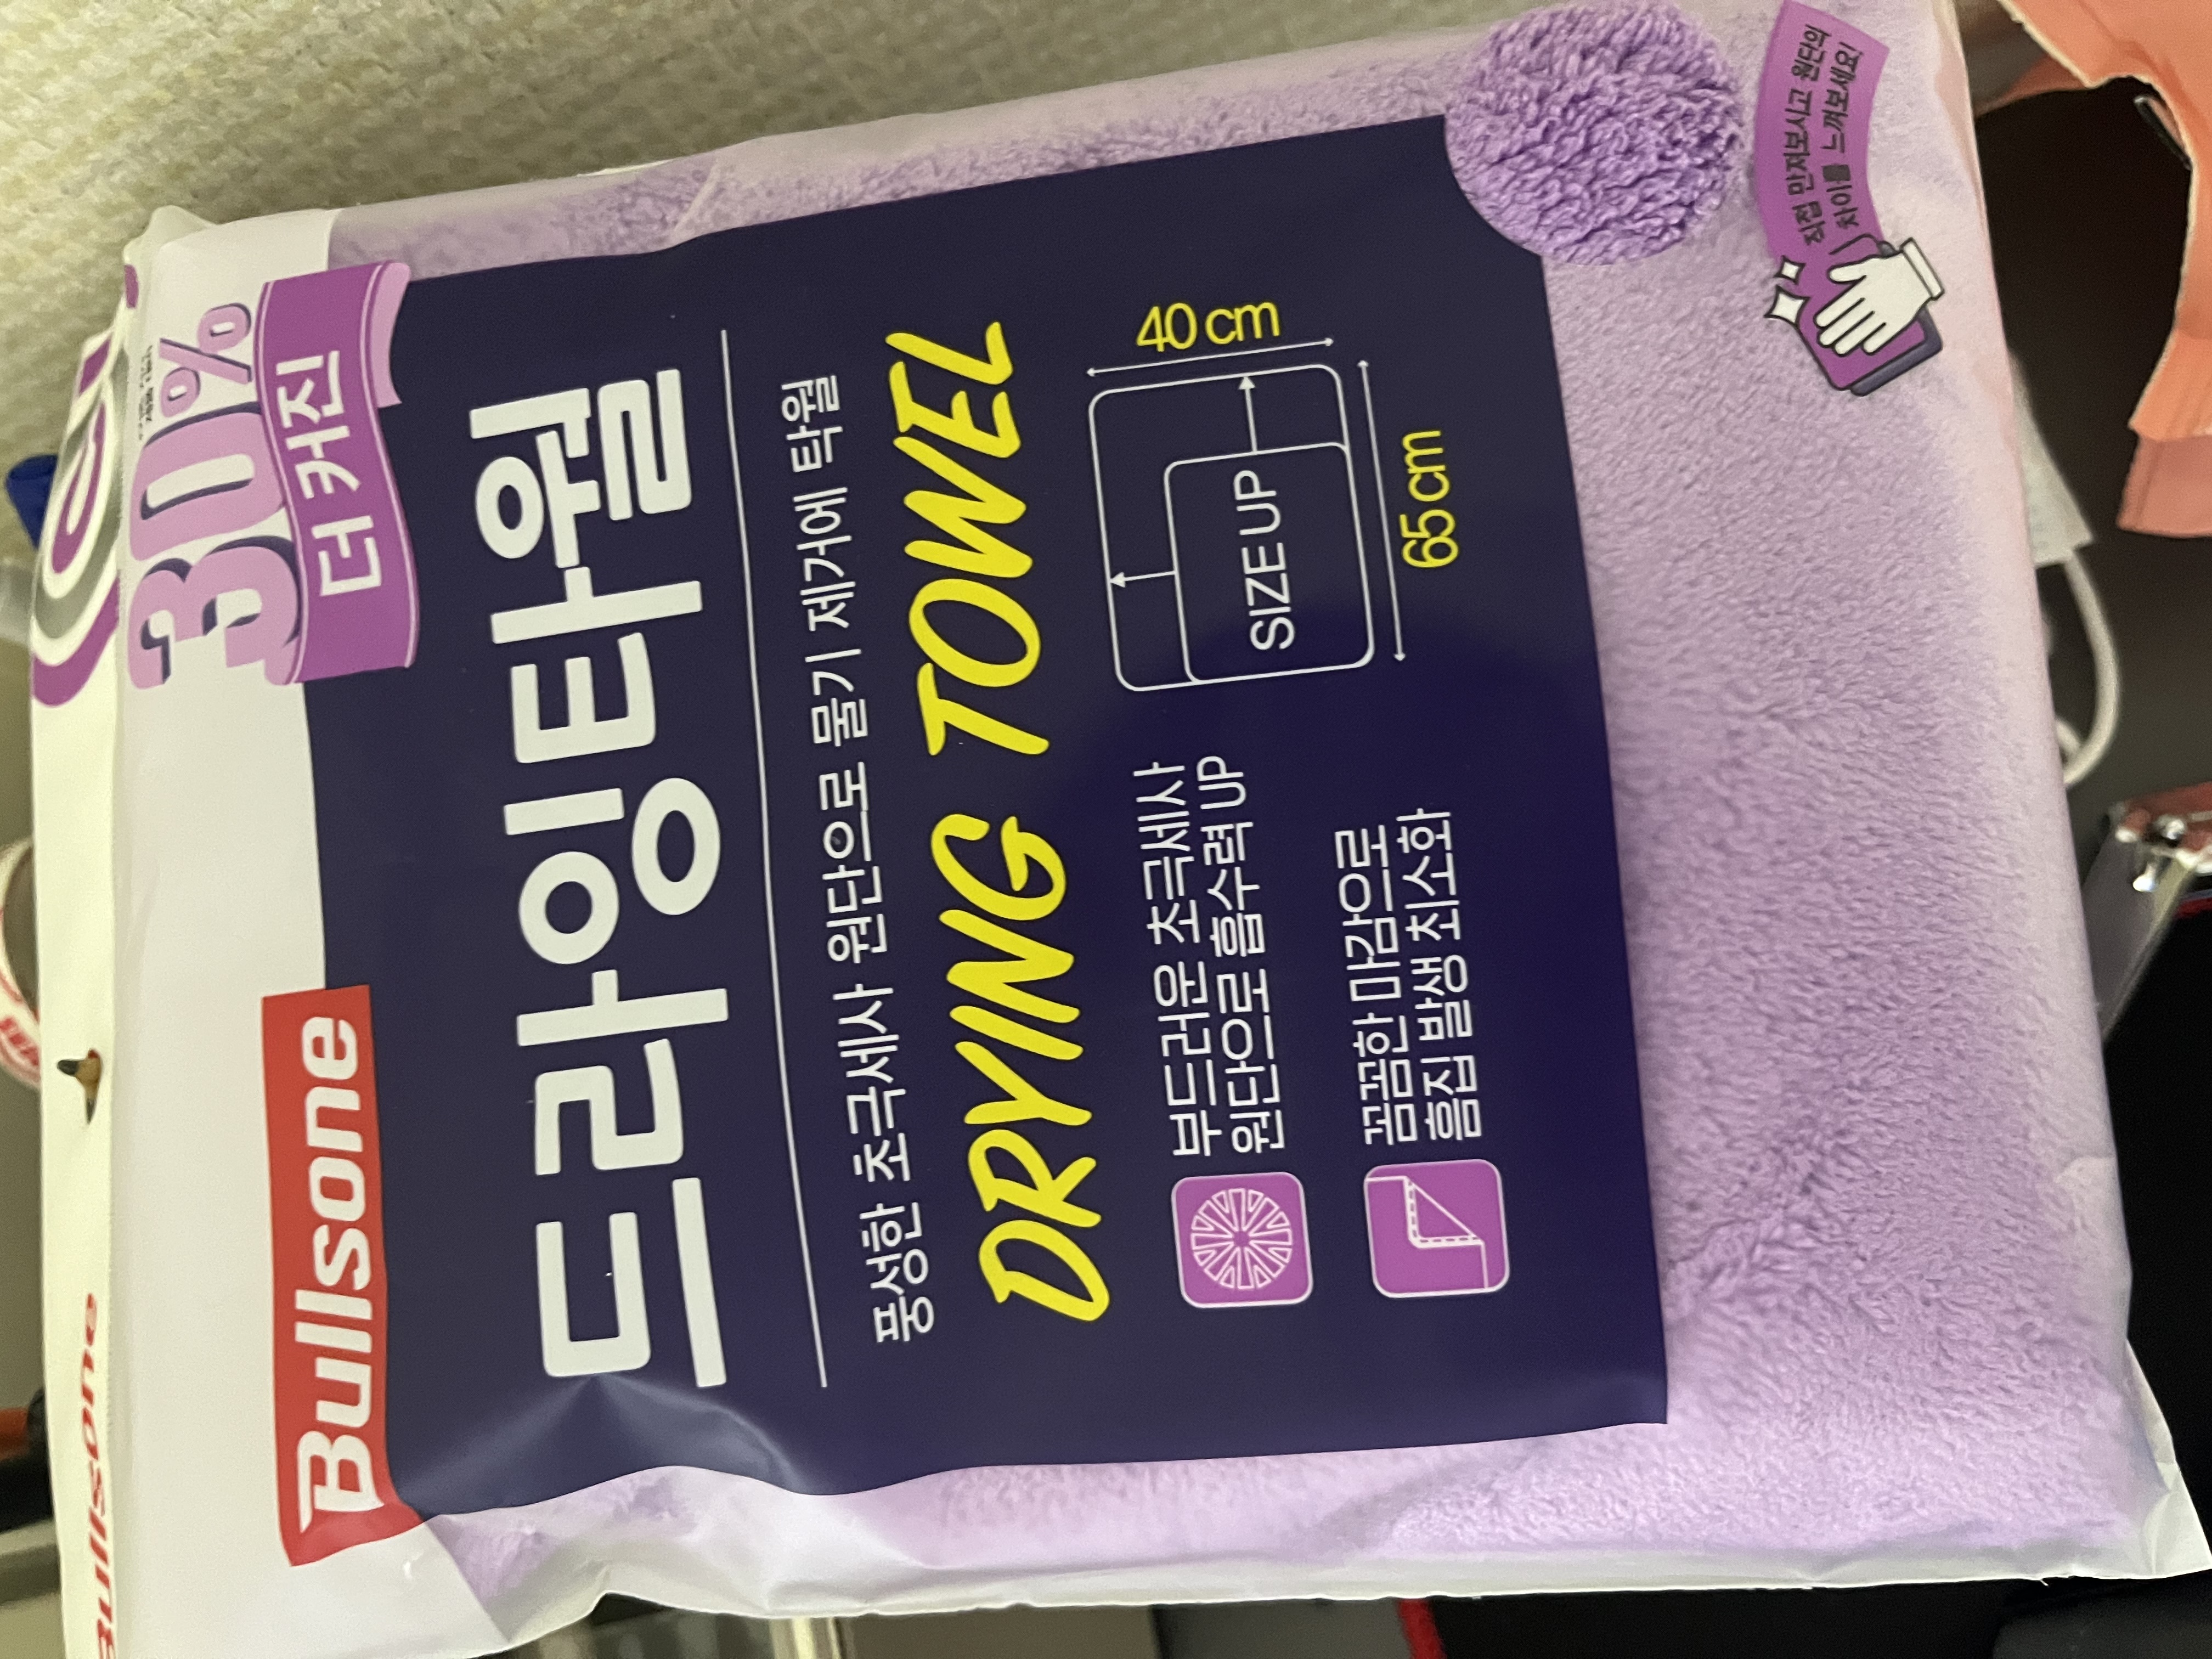 30%
더 커진
Bullsone
드라잉타월
풍성한 초극세사 원단으로 물기 제거에 탁월
DRYING TOWEL
부드러운 초극세사
원단으로 흡수력 UP
꼼꼼한 마감으로
흠집 발생 최소화
40 cm
SIZE UP
65 cm
직접 만져보시고 원단의
차이를 느껴보세요!
Bullsone